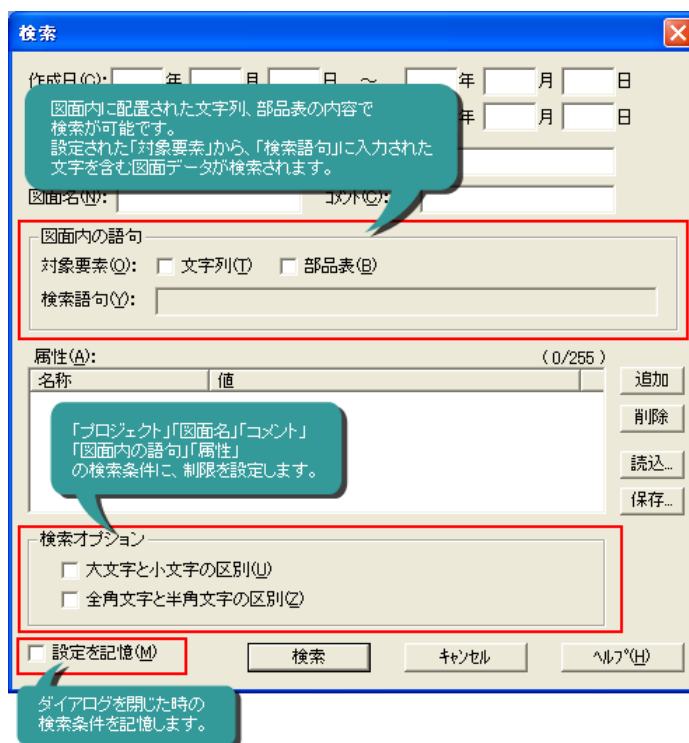 検索
作成日(C): 年 月 日 ～ 年 月 日
年 月 日
図面内に配置された文字列、部品表の内容で
検索が可能です。
設定された「対象要素」から、「検索語句」に入力された
文字を含む図面データが検索されます。
図面名(N): コメント(C):
図面内の語句
対象要素(O): 文字列(T) 部品表(B)
検索語句(Y):
属性(A): (0/255)
名称 値
追加
削除
読込...
保存...
「プロジェクト」「図面名」「コメント」
「図面内の語句」「属性」
の検索条件に、制限を設定します。
検索オプション
大文字と小文字の区別(U)
全角文字と半角文字の区別(Z)
設定を記憶(M) 検索 キャンセル ヘルプ(H)
ダイアログを閉じた時の
検索条件を記憶します。